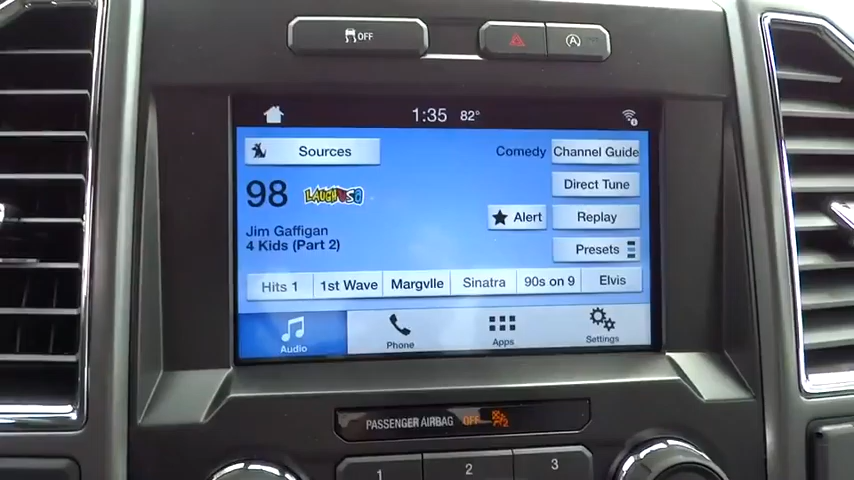 OFF
A
1:35 82°
Sources
Comedy
Channel Guide
98 LAUGH USA
Direct Tune
Alert
Replay
Jim Gaffigan
4 Kids (Part 2)
Presets
Hits 1 1st Wave Margvlle Sinatra 90s on 9 Elvis
Audio Phone Apps Settings
PASSENGER AIRBAG OFF
1 2 3